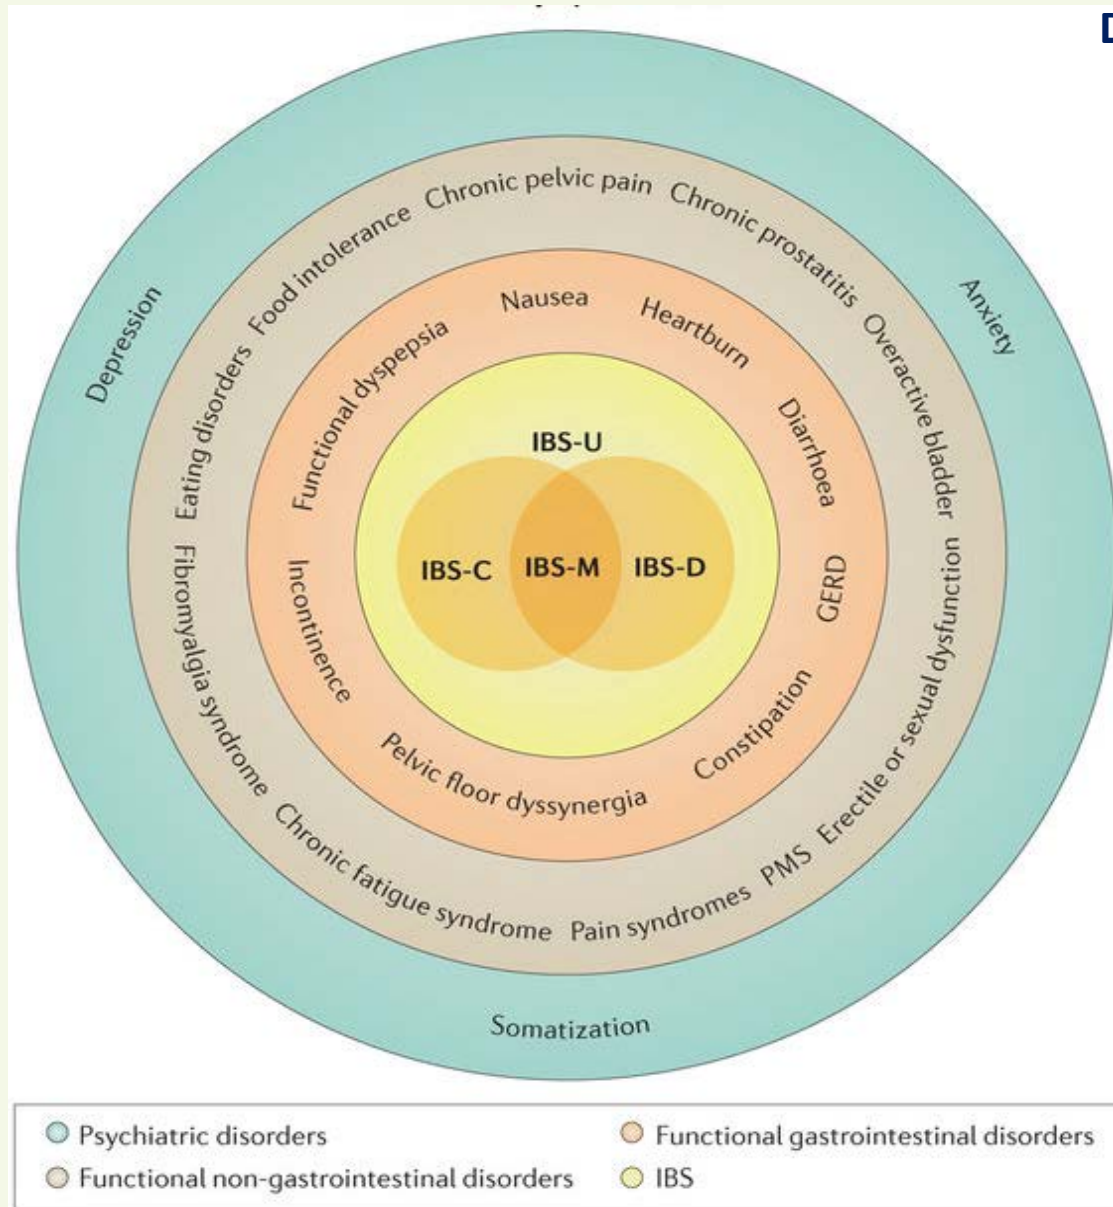 D
Depression
Anxiety
Somatization
Eating disorders
Food intolerance
Chronic pelvic pain
Chronic prostatitis
Overactive bladder
Erectile or sexual dysfunction
PMS
Pain syndromes
Chronic fatigue syndrome
Fibromyalgia syndrome
Functional dyspepsia
Nausea
Heartburn
Diarrhoea
GERD
Constipation
Pelvic floor dyssynergia
Incontinence
IBS-U
IBS-C
IBS-M
IBS-D
Psychiatric disorders
Functional gastrointestinal disorders
Functional non-gastrointestinal disorders
IBS